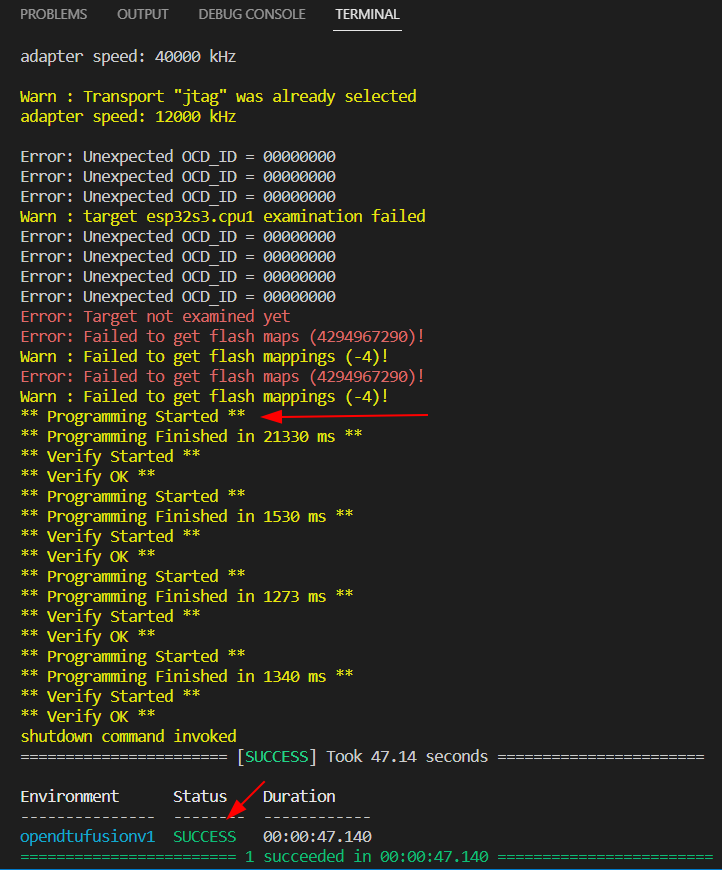 PROBLEMS OUTPUT DEBUG CONSOLE TERMINAL
adapter speed: 40000 kHz
Warn : Transport "jtag" was already selected
adapter speed: 12000 kHz
Error: Unexpected OCD_ID = 00000000
Error: Unexpected OCD_ID = 00000000
Error: Unexpected OCD_ID = 00000000
Warn : target esp32s3.cpu1 examination failed
Error: Unexpected OCD_ID = 00000000
Error: Unexpected OCD_ID = 00000000
Error: Unexpected OCD_ID = 00000000
Error: Unexpected OCD_ID = 00000000
Error: Target not examined yet
Error: Failed to get flash maps (4294967290)!
Warn : Failed to get flash mappings (-4)!
Error: Failed to get flash maps (4294967290)!
Warn : Failed to get flash mappings (-4)!
** Programming Started **
** Programming Finished in 21330 ms **
** Verify Started **
** Verify OK **
** Programming Started **
** Programming Finished in 1530 ms **
** Verify Started **
** Verify OK **
** Programming Started **
** Programming Finished in 1273 ms **
** Verify Started **
** Verify OK **
** Programming Started **
** Programming Finished in 1340 ms **
** Verify Started **
** Verify OK **
shutdown command invoked
======================= [SUCCESS] Took 47.14 seconds =======================
Environment    Status    Duration
---------------  --------  ------------
opendtufusionv1  SUCCESS   00:00:47.140
======================== 1 succeeded in 00:00:47.140 ========================